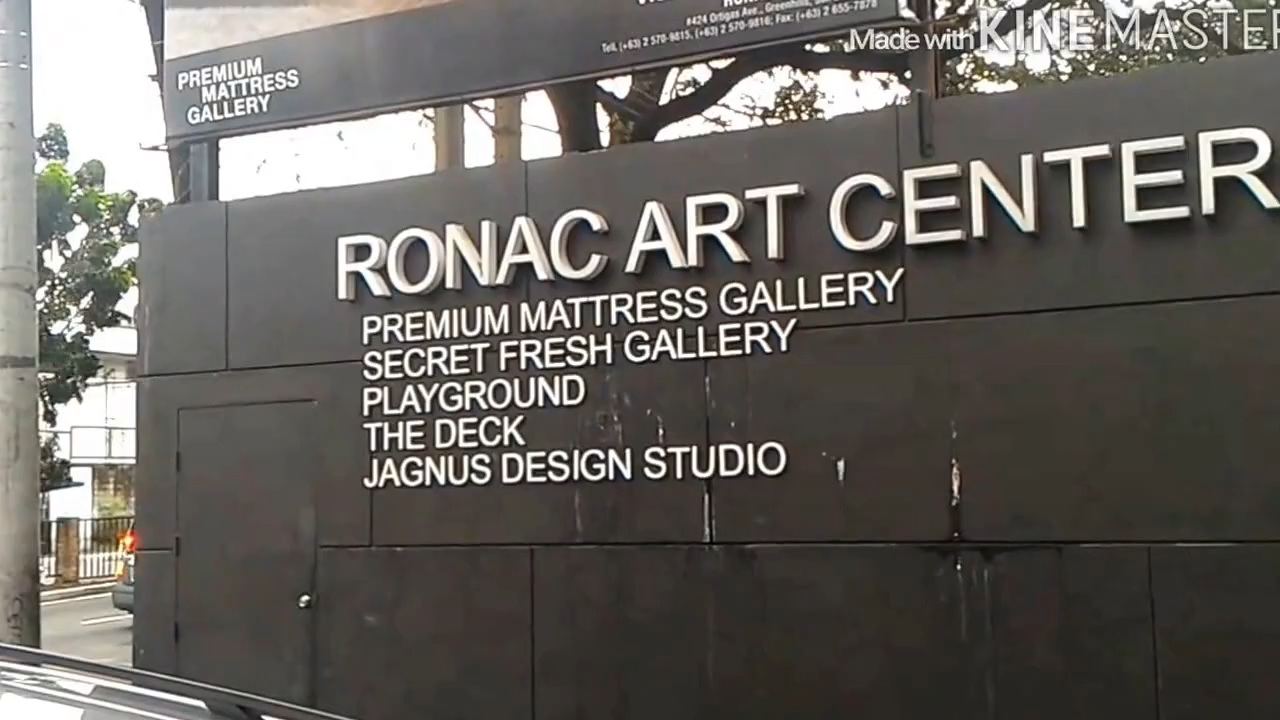 #424 Ortigas Ave., Greenhills,
Tell. (+63) 2 570-9815, (+63) 2 570-9816; Fax: (+63) 2 655-7878
Made with KINEMASTER
PREMIUM
MATTRESS
GALLERY
RONAC ART CENTER
PREMIUM MATTRESS GALLERY
SECRET FRESH GALLERY
PLAYGROUND
THE DECK
JAGNUS DESIGN STUDIO